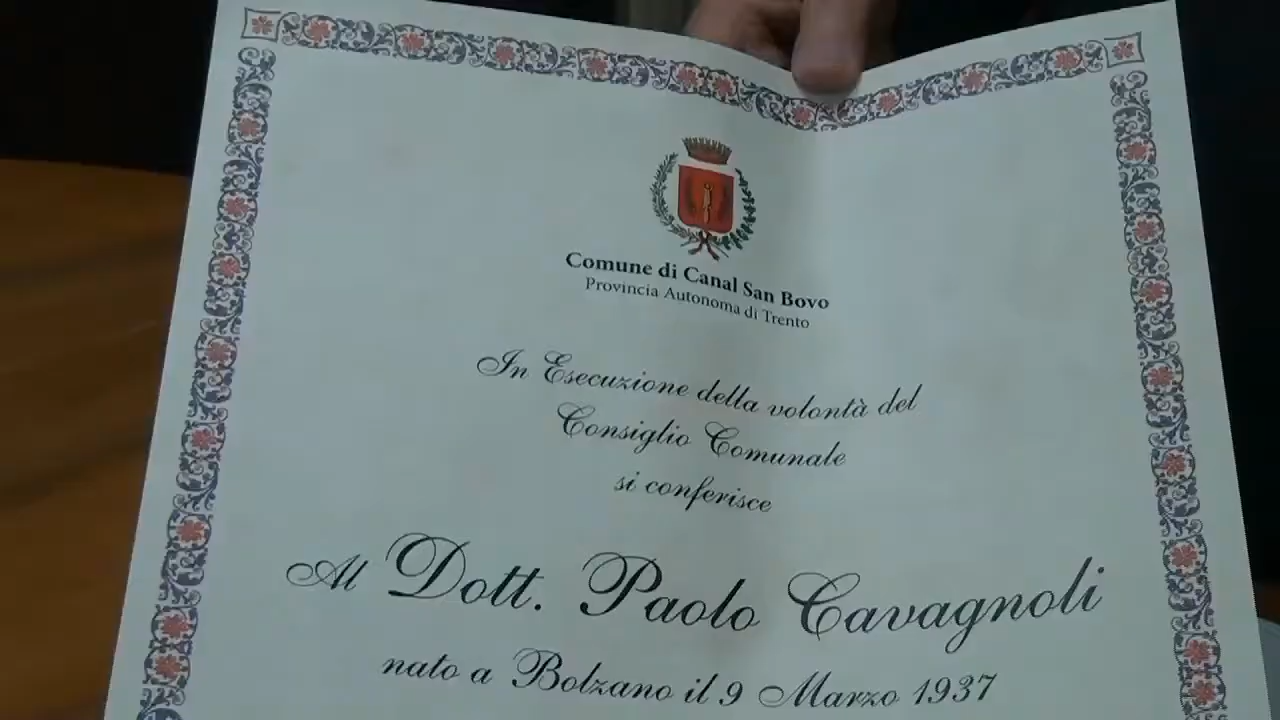 Comune di Canal San Bovo
Provincia Autonoma di Trento
In Esecuzione della volontà del
Consiglio Comunale
si conferisce
Al Dott. Paolo Cavagnoli
nato a Bolzano il 9 Marzo 1937